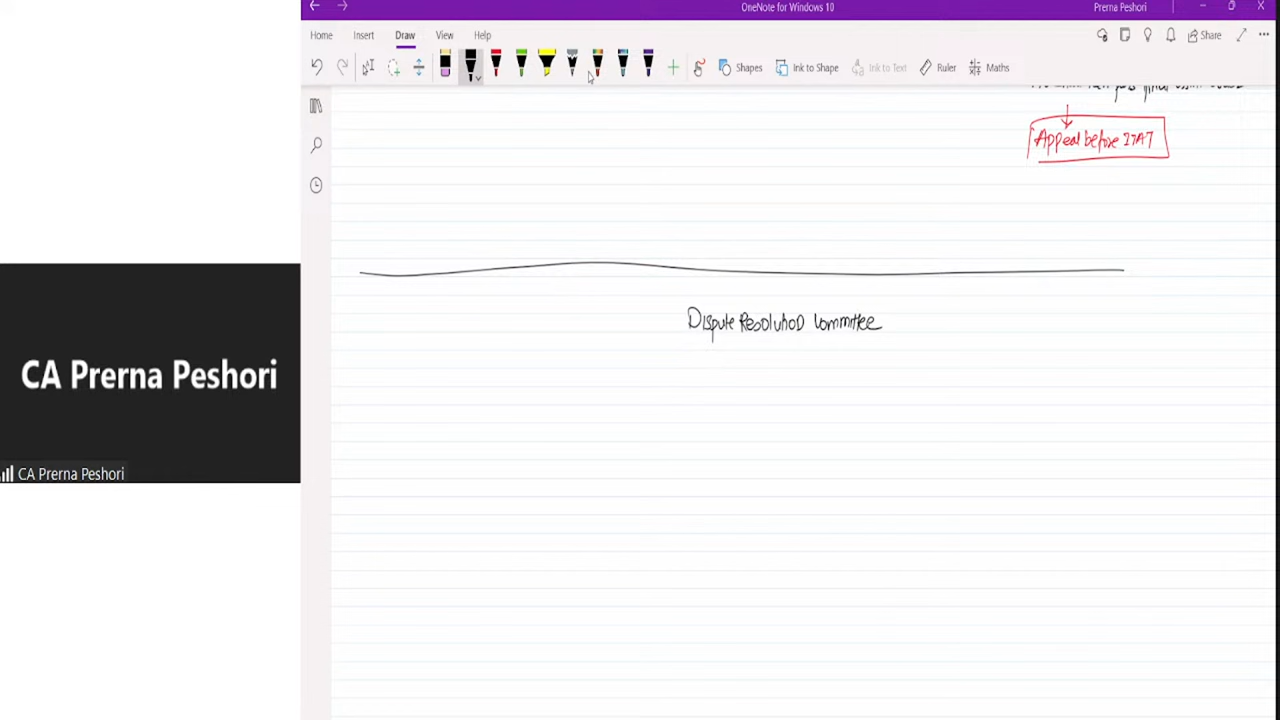 OneNote for Windows 10
Prerna Peshori
Home Insert Draw View Help
Share
Shapes
Ink to Shape
Ink to Text
Ruler
Maths
Appeal before ITAT
Dispute Resolution Committee
CA Prerna Peshori
CA Prerna Peshori